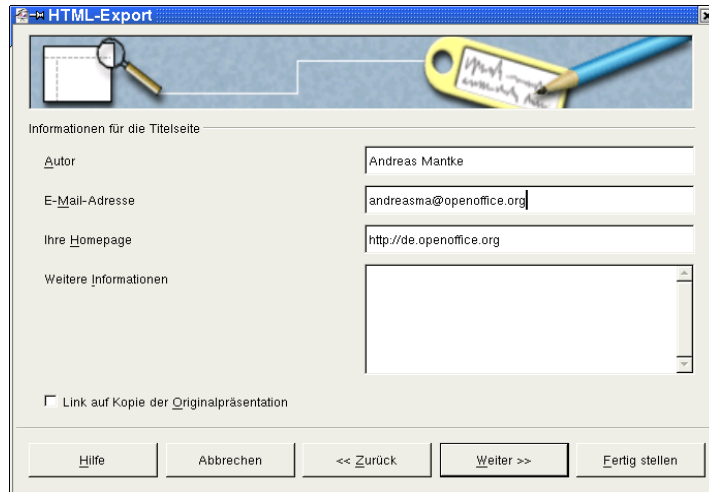 HTML-Export
Informationen für die Titelseite
Autor
Andreas Mantke
E-Mail-Adresse
andreasma@openoffice.org
Ihre Homepage
http://de.openoffice.org
Weitere Informationen
Link auf Kopie der Originalpräsentation
Hilfe Abbrechen << Zurück Weiter >> Fertig stellen